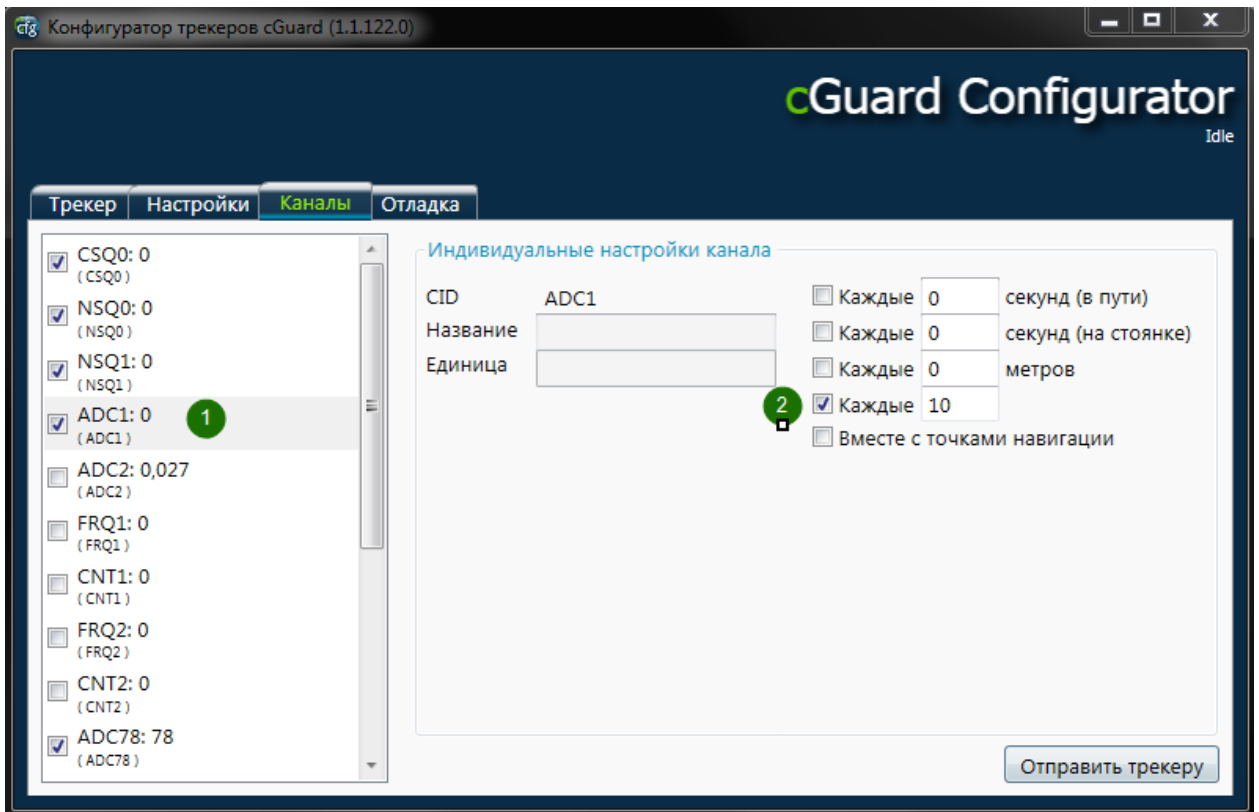 cfg Конфигуратор трекеров cGuard (1.1.122.0)
cGuard Configurator
Idle
Трекер Настройки Каналы Отладка
CSQ0: 0
( CSQ0 )
NSQ0: 0
( NSQ0 )
NSQ1: 0
( NSQ1 )
ADC1: 0
( ADC1 )
1
ADC2: 0,027
( ADC2 )
FRQ1: 0
( FRQ1 )
CNT1: 0
( CNT1 )
FRQ2: 0
( FRQ2 )
CNT2: 0
( CNT2 )
ADC78: 78
( ADC78 )
Индивидуальные настройки канала
CID ADC1
Название
Единица
Каждые 0 секунд (в пути)
Каждые 0 секунд (на стоянке)
Каждые 0 метров
2 Каждые 10
Вместе с точками навигации
Отправить трекеру